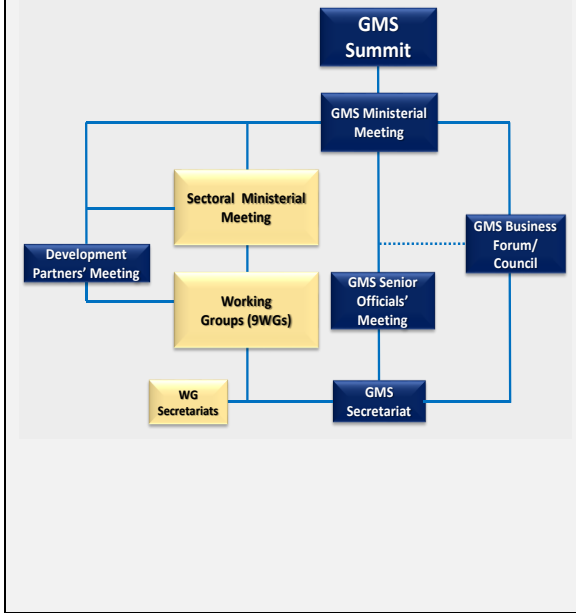 GMS
Summit
GMS Ministerial
Meeting
Sectoral Ministerial
Meeting
GMS Business
Forum/
Council
Development
Partners' Meeting
GMS Senior
Officials'
Meeting
Working
Groups (9WGs)
WG
Secretariats
GMS
Secretariat